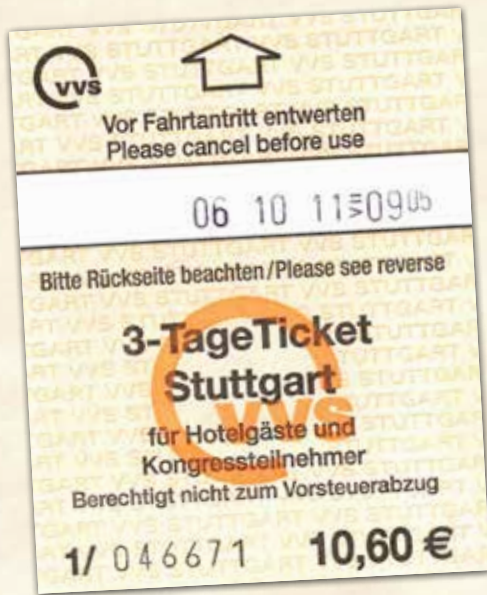 VVS
Vor Fahrtantritt entwerten
Please cancel before use
06 10 11 09 05
Bitte Rückseite beachten/Please see reverse
3-TageTicket
Stuttgart
VVS
für Hotelgäste und
Kongressteilnehmer
Berechtigt nicht zum Vorsteuerabzug
1/ 046671 10,60 €